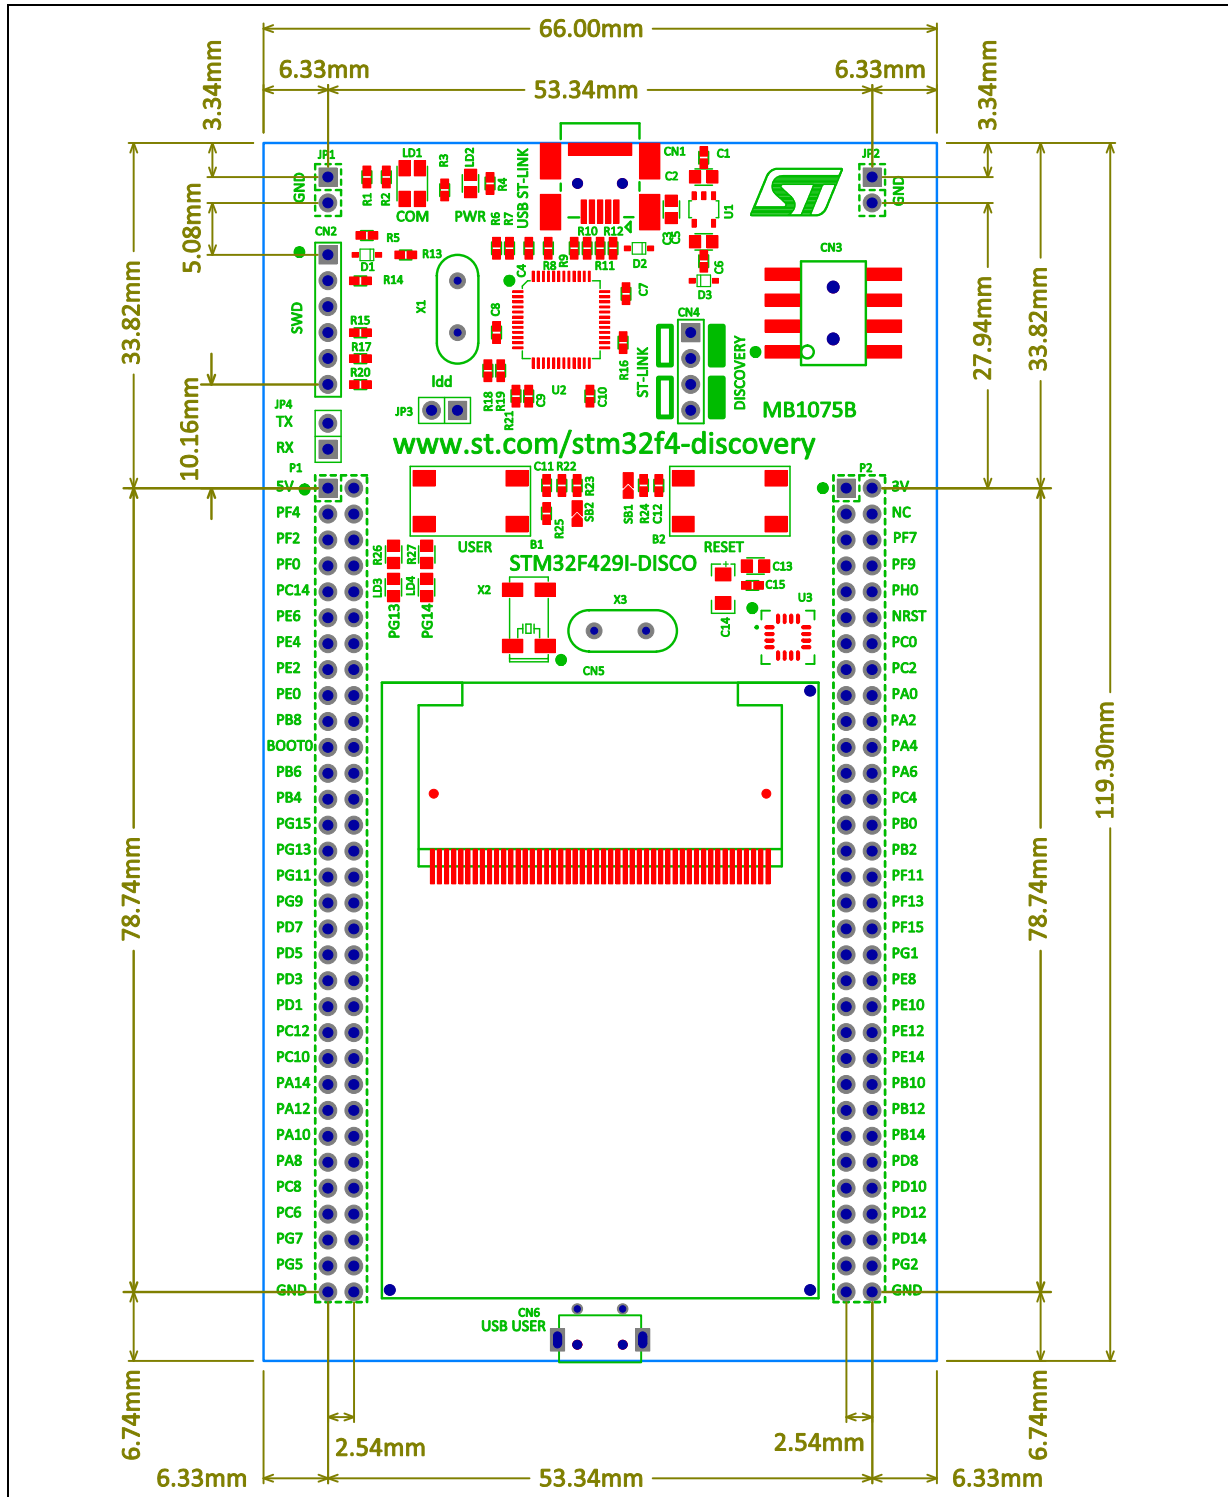 66.00mm
6.33mm
6.33mm
53.34mm
3.34mm
3.34mm
JP1
LD1
R3
LD2
USB ST-LINK
CN1
C1
JP2
GND
R1
R2
R4
C2
GND
COM
PWR
R6
R7
R10
R12
C3
C5
U1
CN2
R5
R13
D1
C4
R8
R9
R11
D2
C6
CN3
5.08mm
R14
D3
33.82mm
SWD
X1
C8
C7
CN4
27.94mm
33.82mm
R15
R17
R16
ST-LINK
DISCOVERY
R20
Idd
R18
R19
U2
C10
JP4
JP3
R21
C9
MB1075B
TX
10.16mm
RX
www.st.com/stm32f4-discovery
P1
C11
R22
P2
5V
R23
SB2
SB1
R24
C12
3V
PF4
R25
NC
PF2
USER
B1
B2
RESET
PF7
R26
R27
STM32F429I-DISCO
PF0
C13
PF9
PC14
LD3
LD4
X2
X3
C15
PH0
PE6
PG13
PG14
C14
U3
NRST
PE4
PC0
PE2
CN5
PC2
PE0
PA0
PB8
PA2
BOOT0
PA4
PB6
PA6
119.30mm
PB4
PC4
PG15
PB0
PG13
PB2
78.74mm
PG11
PF11
78.74mm
PG9
PF13
PD7
PF15
PD5
PG1
PD3
PE8
PD1
PE10
PC12
PE12
PC10
PE14
PA14
PB10
PA12
PB12
PA10
PB14
PA8
PD8
PC8
PD10
PC6
PD12
PG7
PD14
PG5
PG2
GND
GND
CN6
USB USER
6.74mm
6.74mm
2.54mm
2.54mm
6.33mm
53.34mm
6.33mm
ST